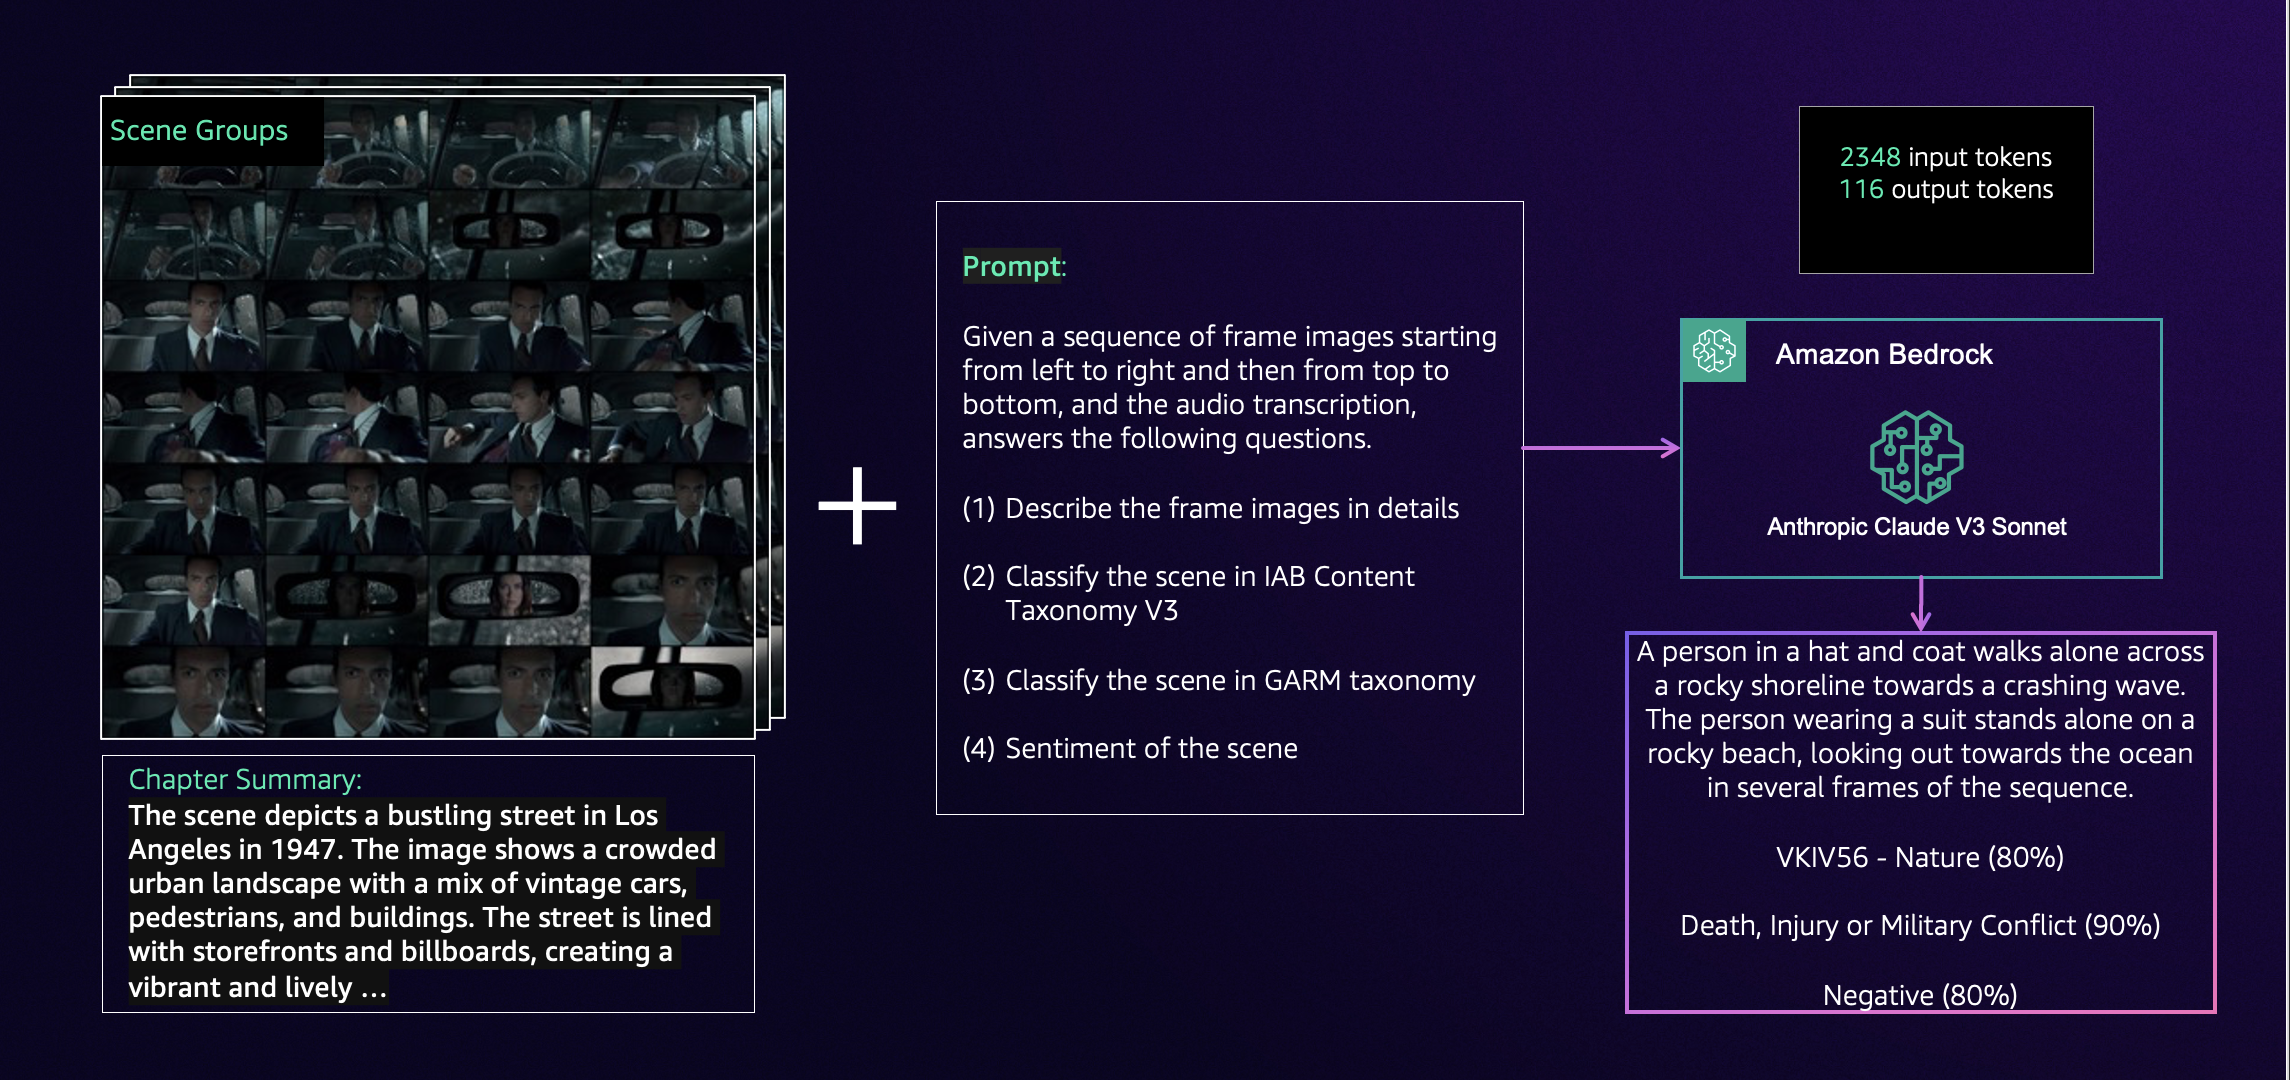 Scene Groups
Chapter Summary:
The scene depicts a bustling street in Los
Angeles in 1947. The image shows a crowded
urban landscape with a mix of vintage cars,
pedestrians, and buildings. The street is lined
with storefronts and billboards, creating a
vibrant and lively ...
Prompt:
Given a sequence of frame images starting
from left to right and then from top to
bottom, and the audio transcription,
answers the following questions.
(1) Describe the frame images in details
(2) Classify the scene in IAB Content
Taxonomy V3
(3) Classify the scene in GARM taxonomy
(4) Sentiment of the scene
2348 input tokens
116 output tokens
Amazon Bedrock
Anthropic Claude V3 Sonnet
A person in a hat and coat walks alone across
a rocky shoreline towards a crashing wave.
The person wearing a suit stands alone on a
rocky beach, looking out towards the ocean
in several frames of the sequence.
VKIV56 - Nature (80%)
Death, Injury or Military Conflict (90%)
Negative (80%)